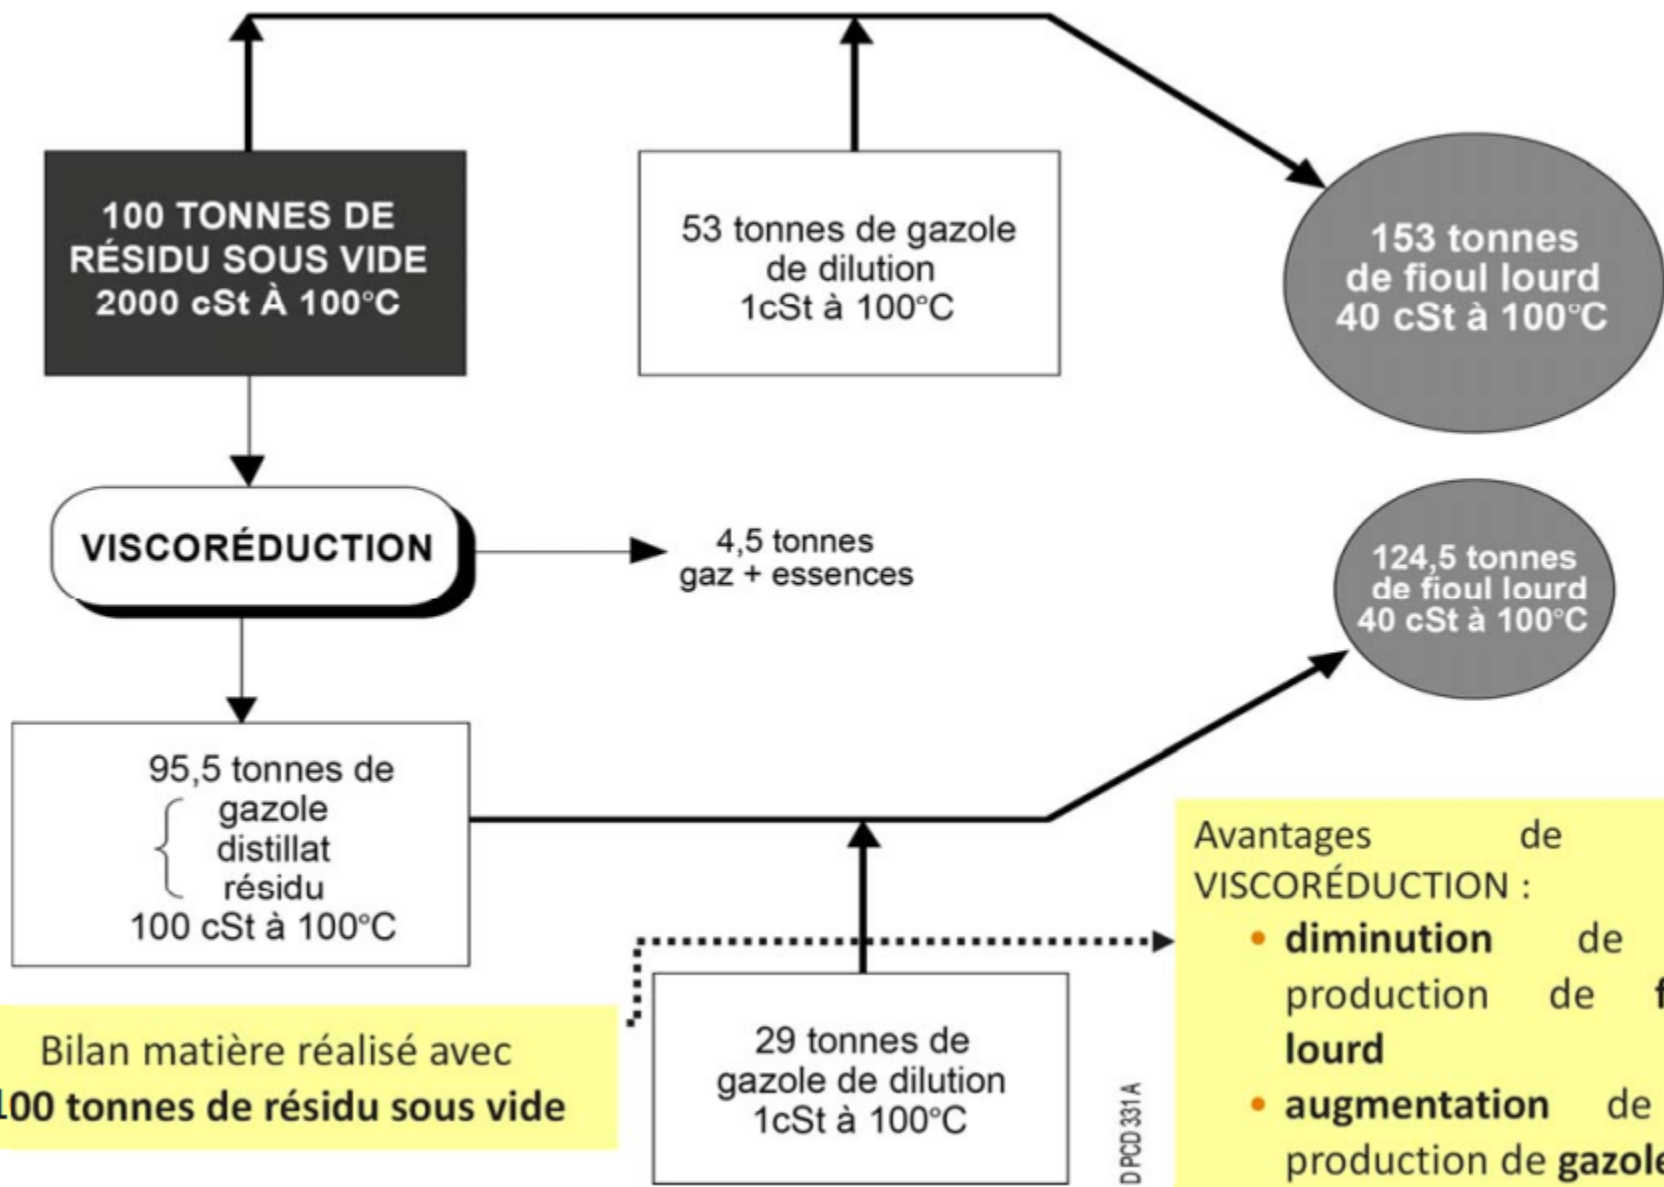 100 TONNES DE
RÉSIDU SOUS VIDE
2000 cSt À 100°C
53 tonnes de gazole
de dilution
1cSt à 100°C
153 tonnes
de fioul lourd
40 cSt à 100°C
VISCORÉDUCTION
4,5 tonnes
gaz + essences
124,5 tonnes
de fioul lourd
40 cSt à 100°C
95,5 tonnes de
gazole
distillat
résidu
100 cSt à 100°C
29 tonnes de
gazole de dilution
1cSt à 100°C
D PCD 331 A
Bilan matière réalisé avec
100 tonnes de résidu sous vide
Avantages de
VISCORÉDUCTION :
• diminution de
production de
lourd
• augmentation de
production de gazole